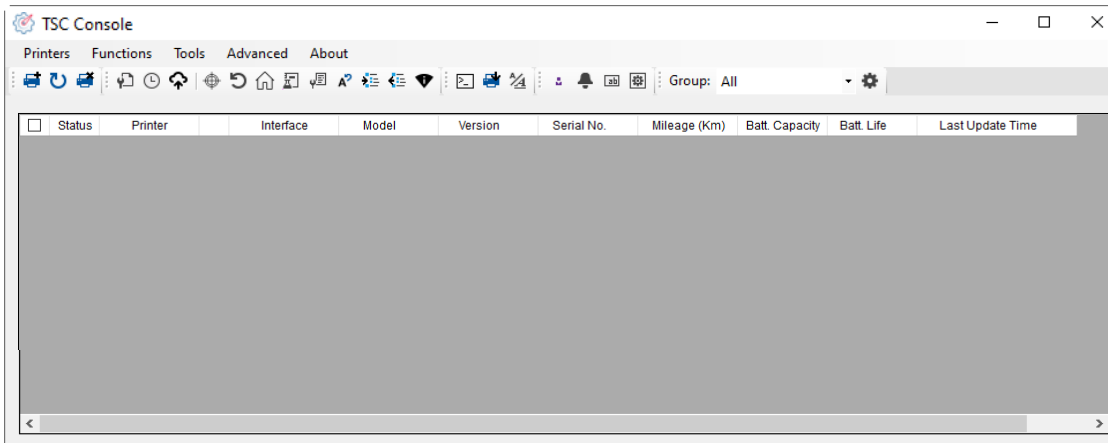 TSC Console
Printers Functions Tools Advanced About
Group: All
Status Printer Interface Model Version Serial No. Mileage (Km) Batt. Capacity Batt. Life Last Update Time